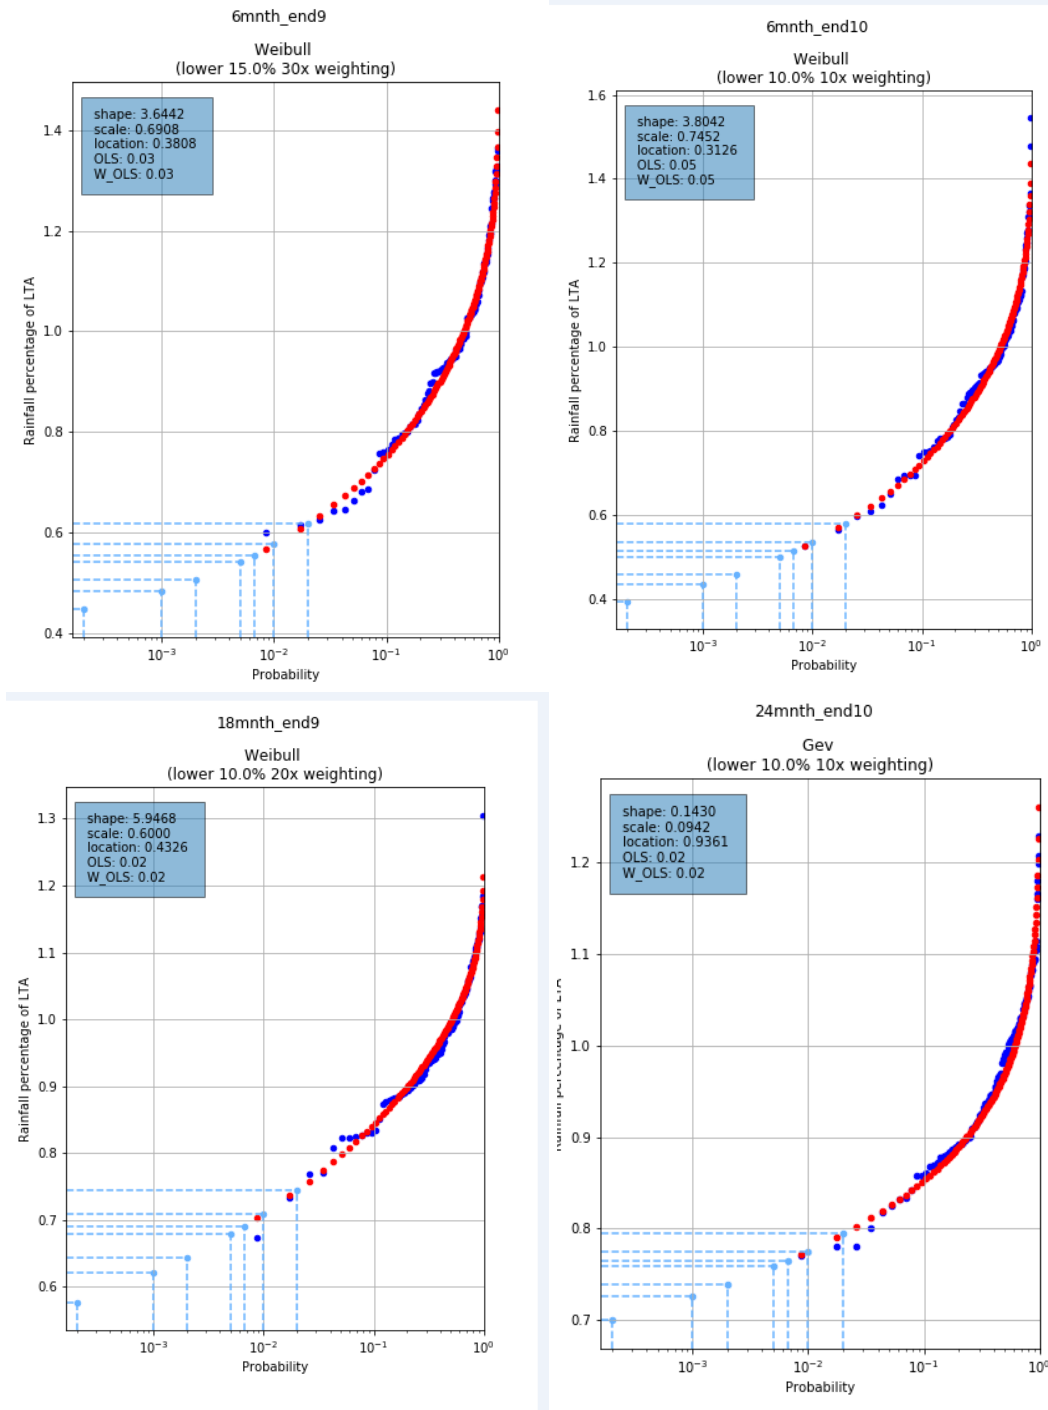 6mnth_end9
Weibull
(lower 15.0% 30x weighting)
shape: 3.6442
scale: 0.6908
location: 0.3808
OLS: 0.03
W_OLS: 0.03
1.4
1.2
1.0
0.8
0.6
0.4
Rainfall percentage of LTA
10⁻³
10⁻²
10⁻¹
10⁰
Probability
6mnth_end10
Weibull
(lower 10.0% 10x weighting)
shape: 3.8042
scale: 0.7452
location: 0.3126
OLS: 0.05
W_OLS: 0.05
1.6
1.4
1.2
1.0
0.8
0.6
0.4
Rainfall percentage of LTA
10⁻³
10⁻²
10⁻¹
10⁰
Probability
18mnth_end9
Weibull
(lower 10.0% 20x weighting)
shape: 5.9468
scale: 0.6000
location: 0.4326
OLS: 0.02
W_OLS: 0.02
1.3
1.2
1.1
1.0
0.9
0.8
0.7
0.6
Rainfall percentage of LTA
10⁻³
10⁻²
10⁻¹
10⁰
Probability
24mnth_end10
Gev
(lower 10.0% 10x weighting)
shape: 0.1430
scale: 0.0942
location: 0.9361
OLS: 0.02
W_OLS: 0.02
1.2
1.1
1.0
0.9
0.8
0.7
Rainfall percentage of LTA
10⁻³
10⁻²
10⁻¹
10⁰
Probability